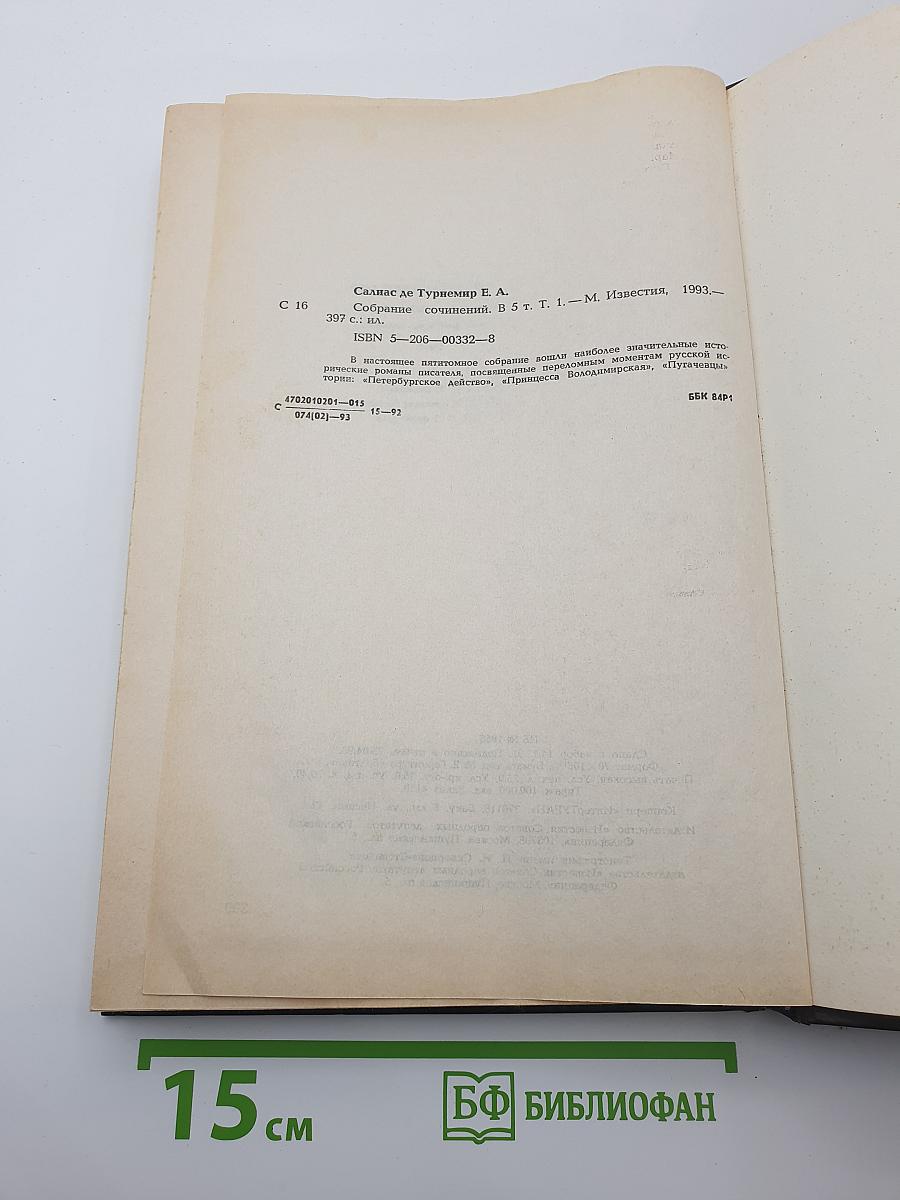 Салиас де Турнемир Е. А.
С 16 Собрание сочинений. В 5 т. Т. 1. — М. Известия, 1993.—
397 с.: ил.
ISBN 5—206—00332—8
В настоящее пятитомное собрание вошли наиболее значительные исто-
рические романы писателя, посвященные переломным моментам русской ис-
тории: «Петербургское действо», «Принцесса Володимирская», «Пугачевцы»
С 4702010201—015
074(02)—93 15—92
ББК 84Р1
15 см
БФ БИБЛИОФАН